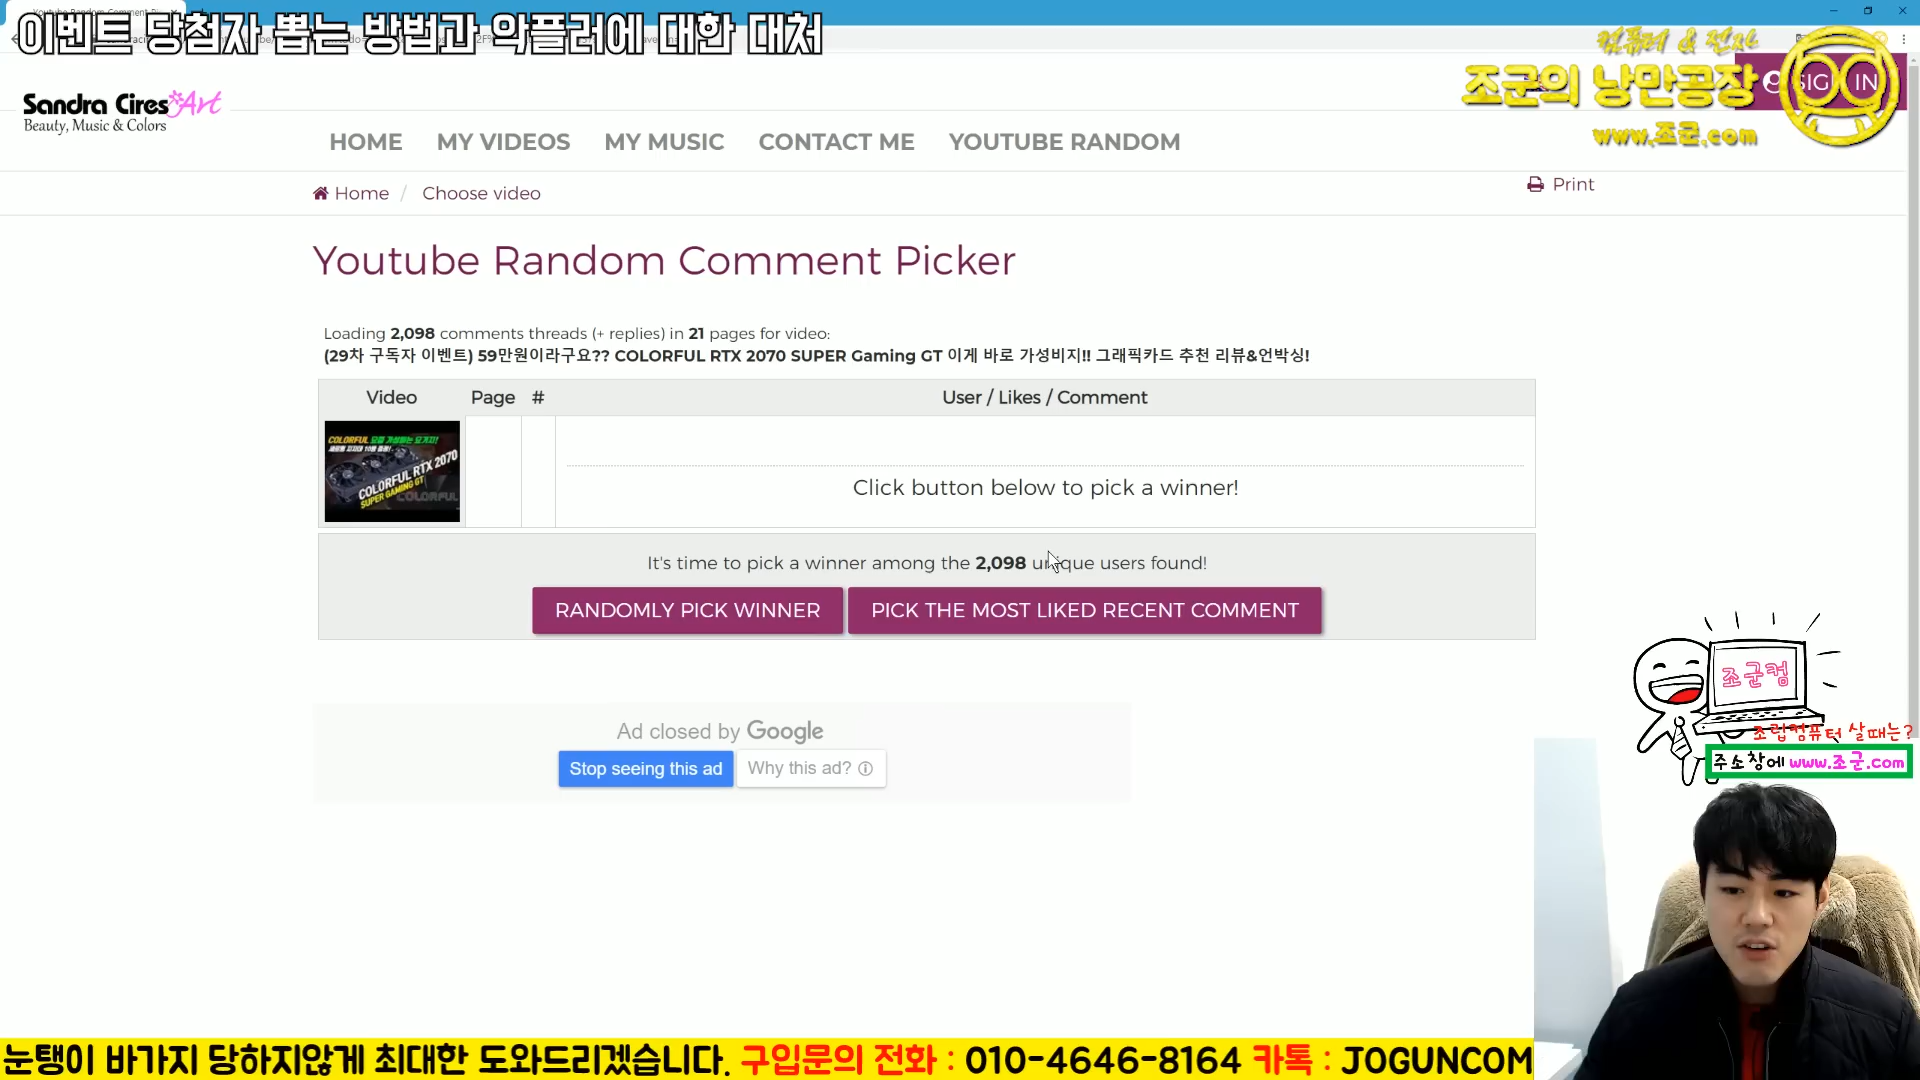 이벤트 당첨자 뽑는 방법과 악플러에 대한 대처
컴퓨터 & 전자
조군의 낭만공장
www.조군.com
SIGN IN
Sandra Cires Art
Beauty, Music & Colors
HOME MY VIDEOS MY MUSIC CONTACT ME YOUTUBE RANDOM
Home / Choose video
Print
Youtube Random Comment Picker
Loading 2,098 comments threads (+ replies) in 21 pages for video:
(29차 구독자 이벤트) 59만원이라구요?? COLORFUL RTX 2070 SUPER Gaming GT 이게 바로 가성비지!! 그래픽카드 추천 리뷰&언박싱!
Video Page # User / Likes / Comment
COLORFUL RTX 2070
SUPER GAMING GT
COLORFUL
Click button below to pick a winner!
It's time to pick a winner among the 2,098 unique users found!
RANDOMLY PICK WINNER PICK THE MOST LIKED RECENT COMMENT
Ad closed by Google
Stop seeing this ad Why this ad?
조군컴
조립컴퓨터 살때는?
주소창에 www.조군.com
눈탱이 바가지 당하지않게 최대한 도와드리겠습니다. 구입문의 전화 : 010-4646-8164 카톡 : JOGUNCOM